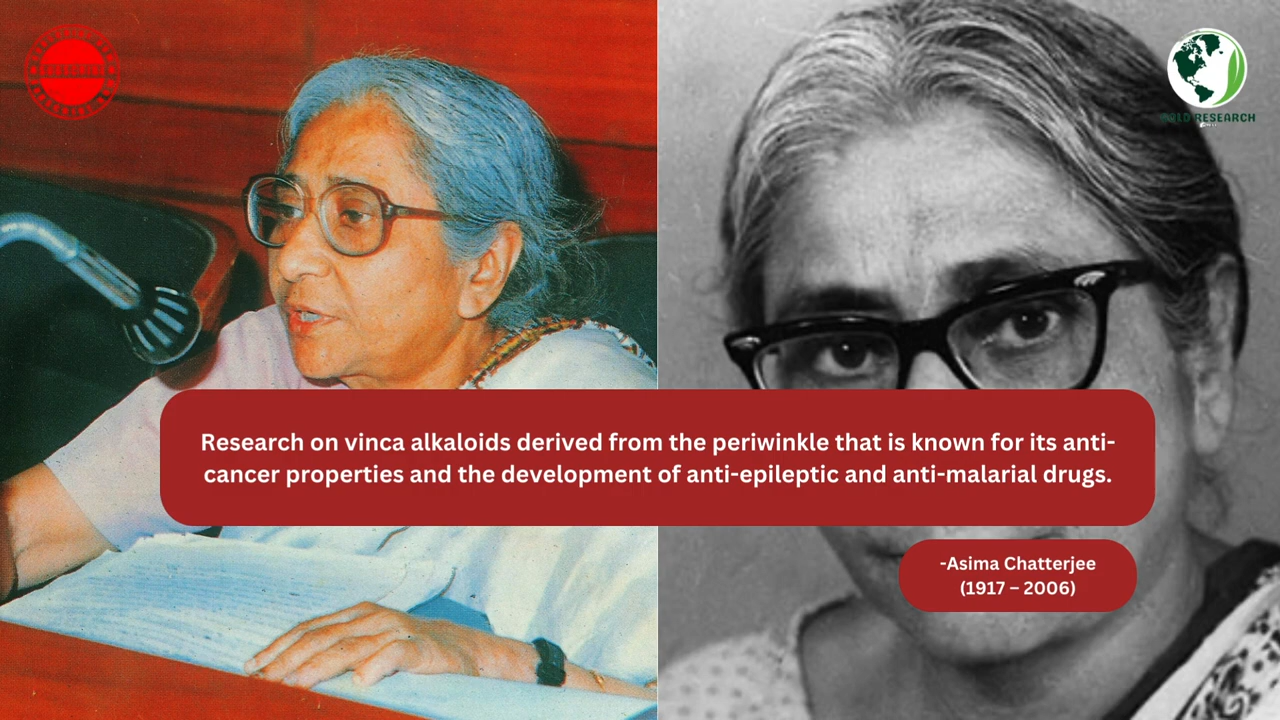 Research on vinca alkaloids derived from the periwinkle that is known for its anti-
cancer properties and the development of anti-epileptic and anti-malarial drugs.
-Asima Chatterjee
(1917 – 2006)
RESEARCH